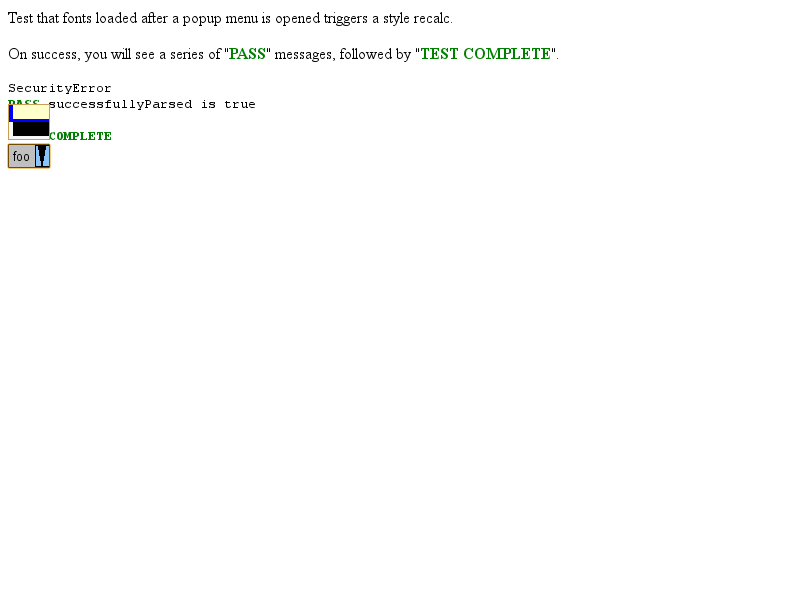 Test that fonts loaded after a popup menu is opened triggers a style recalc.
On success, you will see a series of "PASS" messages, followed by "TEST COMPLETE".
SecurityError
PASS successfullyParsed is true
COMPLETE
foo